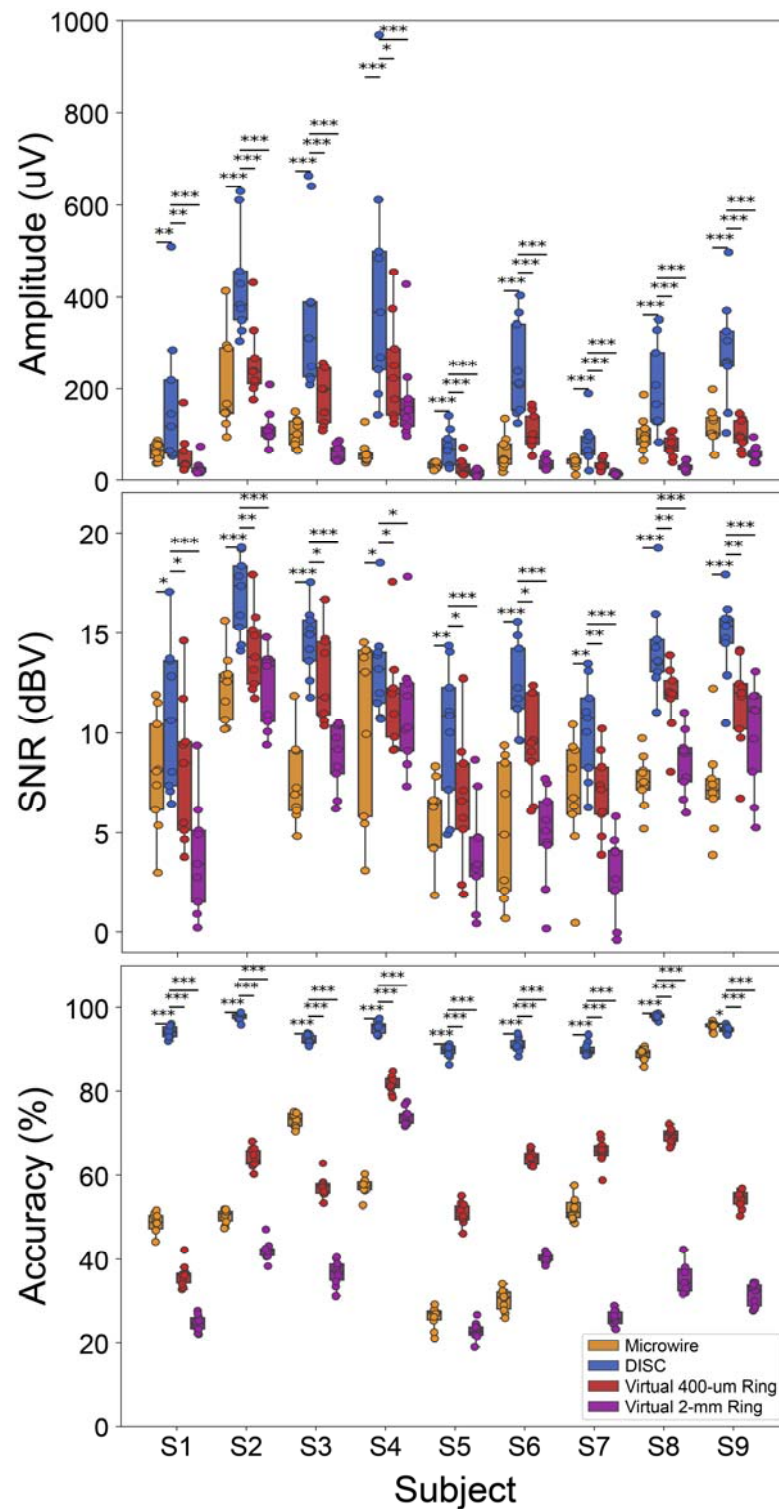 Amplitude (uV)
1000
800
600
400
200
0
*** ** **
*** *** ***
*** *** ***
*** * ***
*** *** ***
*** *** ***
*** *** ***
*** *** ***
*** *** ***
SNR (dBV)
20
15
10
5
0
*** * *
*** ** ***
*** * ***
* * *
*** * **
*** * ***
*** ** **
*** ** ***
*** ** ***
Accuracy (%)
100
80
60
40
20
0
*** *** ***
*** *** ***
*** *** ***
*** *** ***
*** *** ***
*** *** ***
*** *** ***
*** *** ***
*** *** *
Microwire
DISC
Virtual 400-um Ring
Virtual 2-mm Ring
S1 S2 S3 S4 S5 S6 S7 S8 S9
Subject